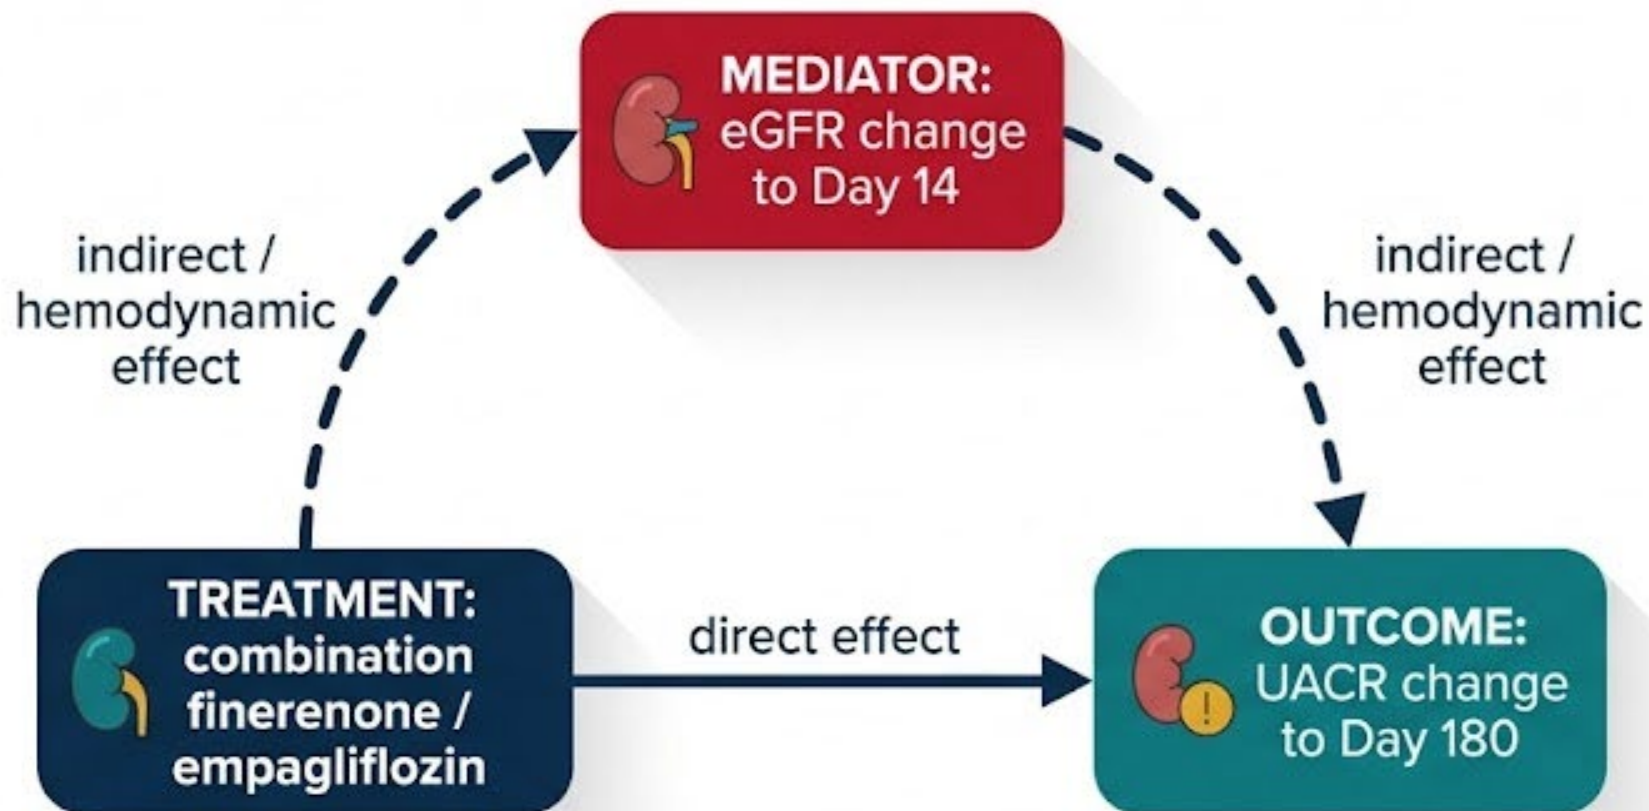 MEDIATOR:
eGFR change
to Day 14
indirect /
hemodynamic
effect
indirect /
hemodynamic
effect
TREATMENT:
combination
finerenone /
empagliflozin
direct effect
OUTCOME:
UACR change
to Day 180
!